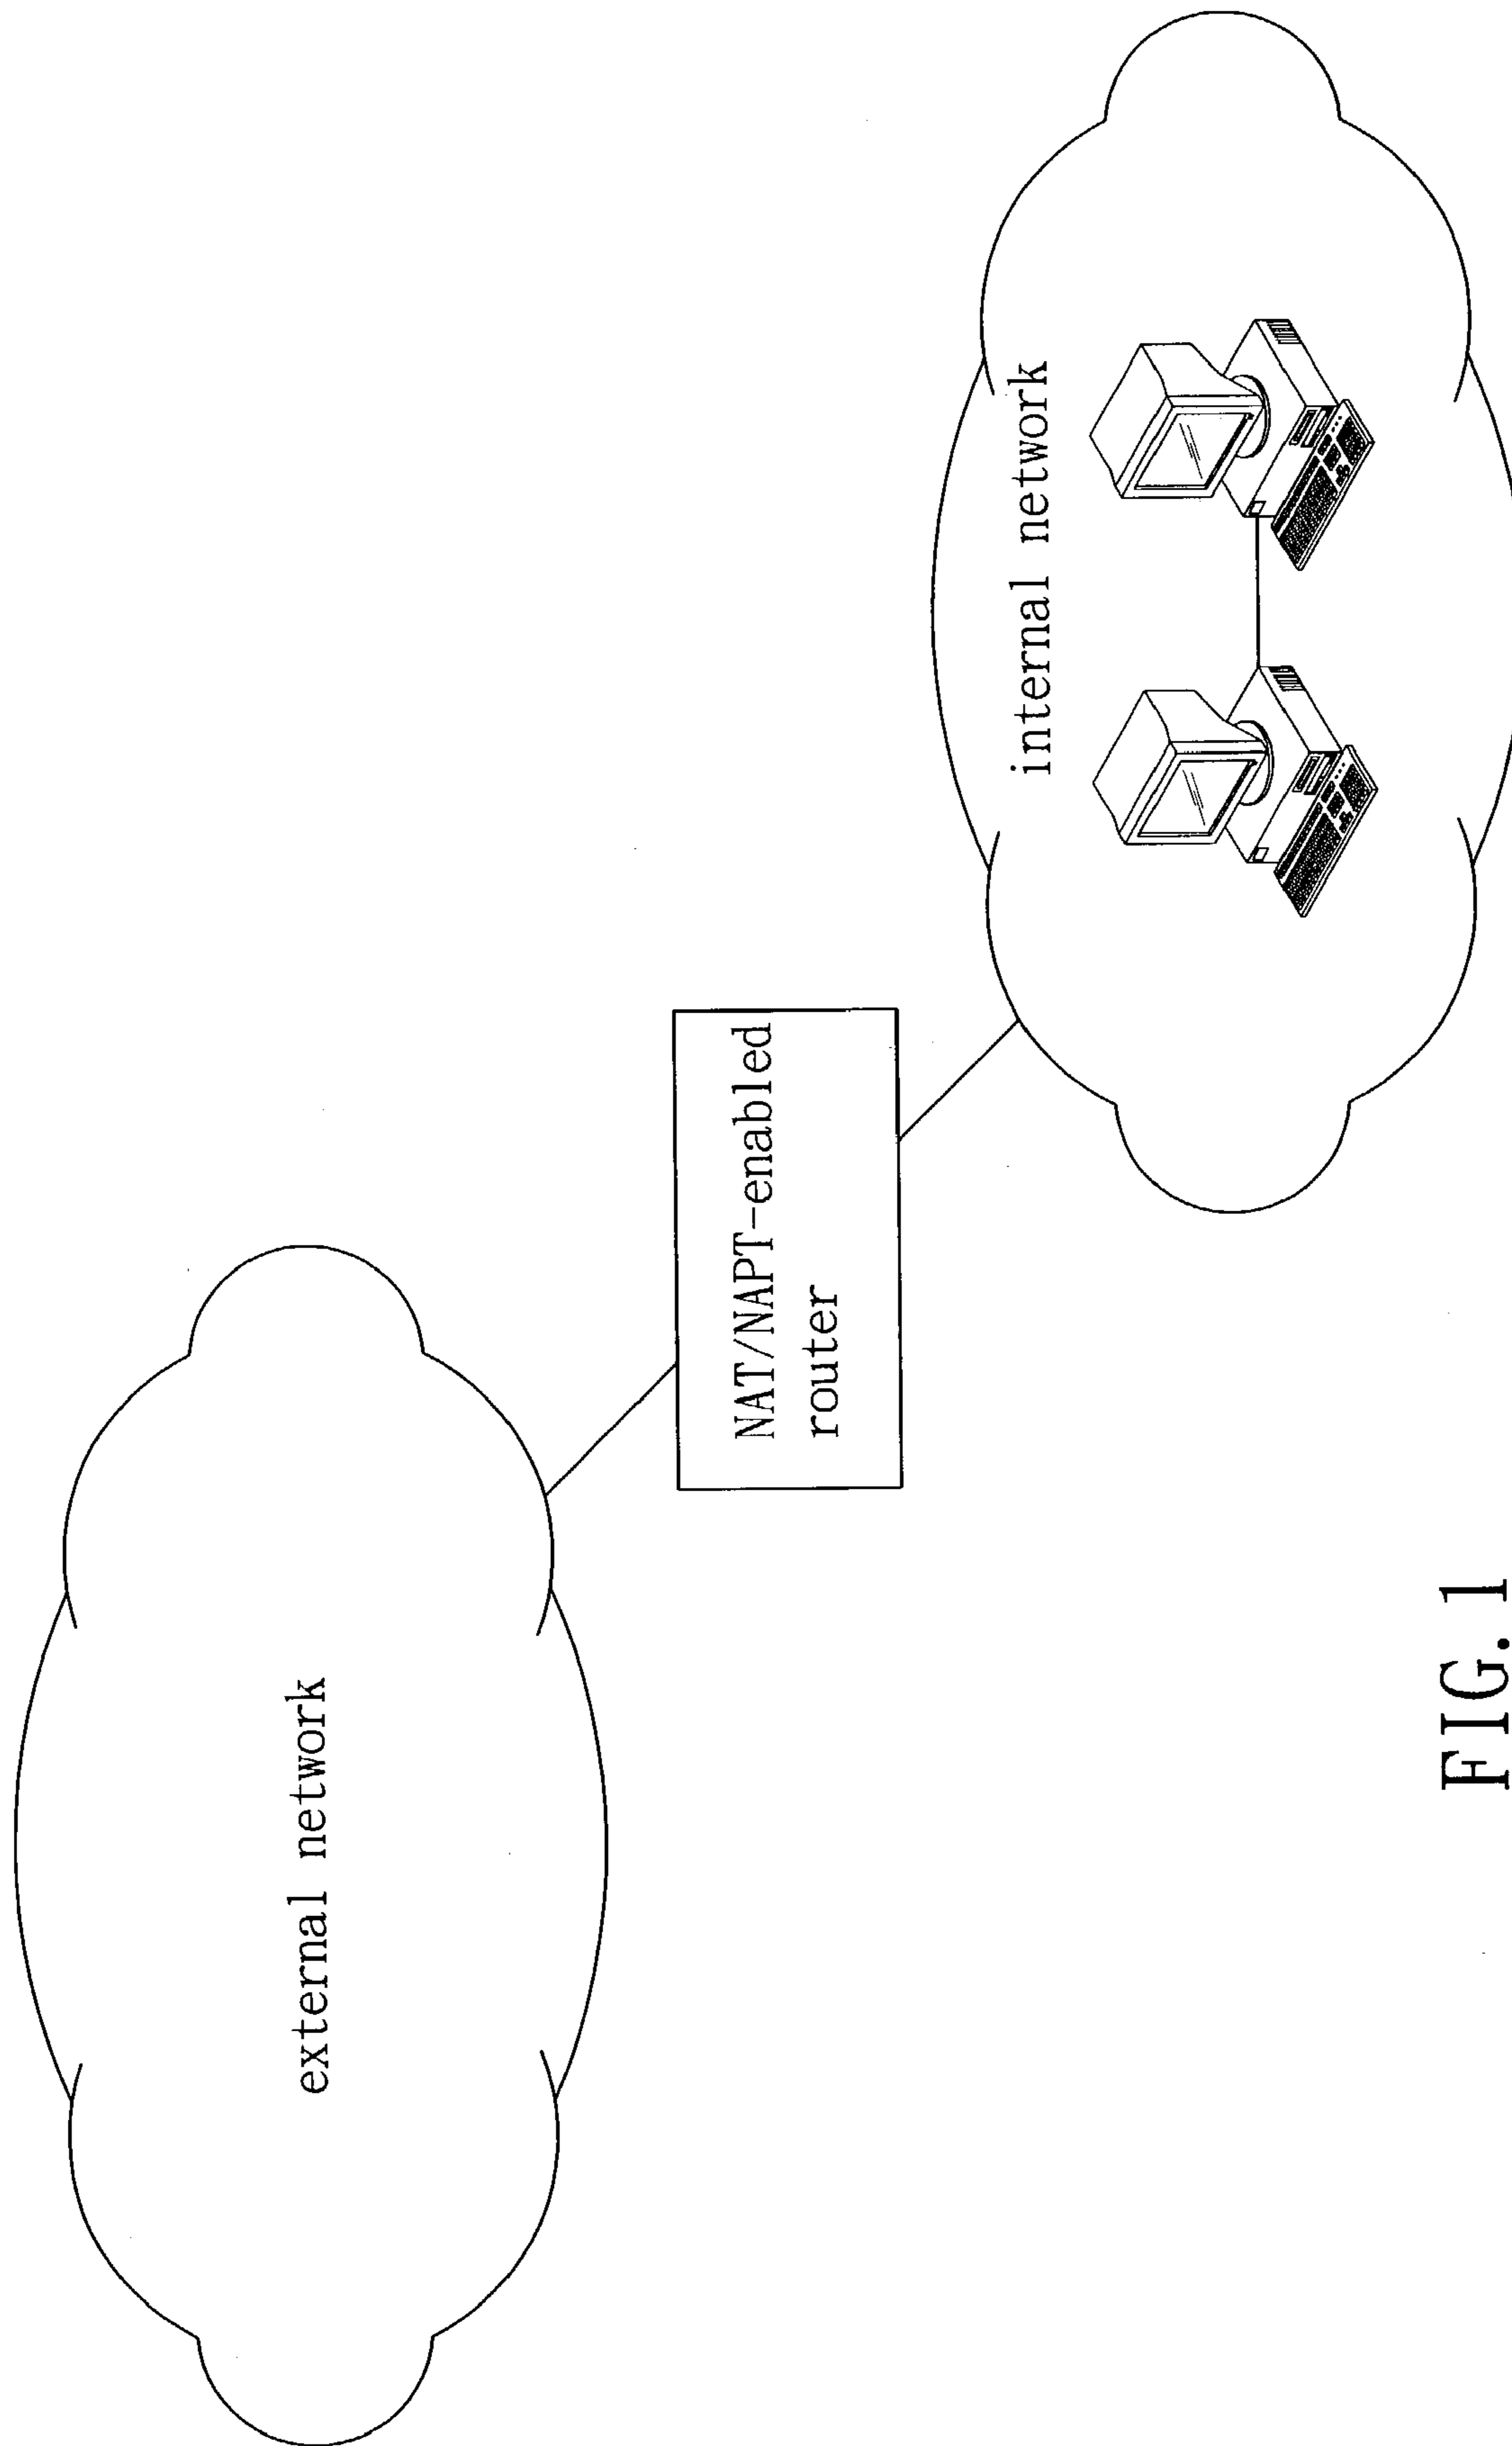 external network
NAT/NAPT-enabled
router
internal network
FIG. 1